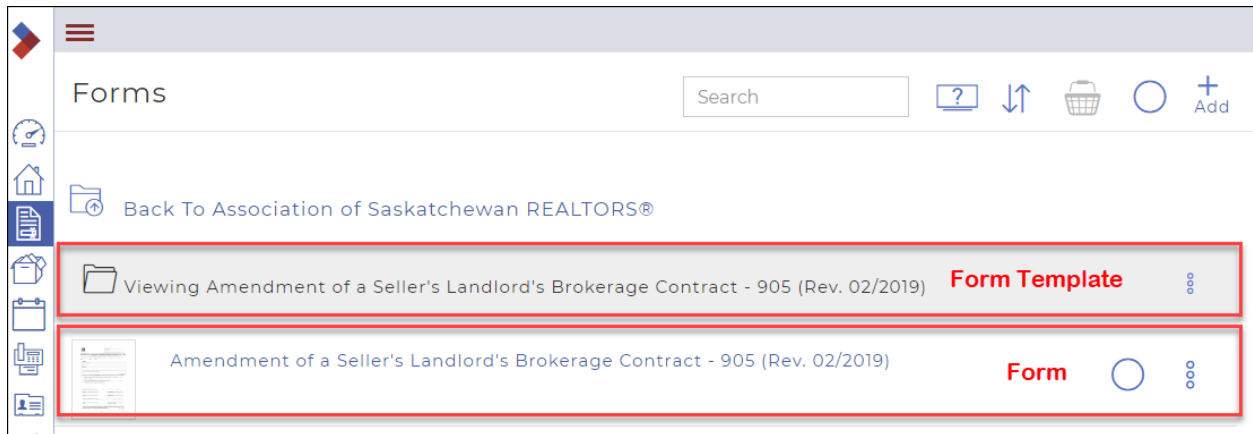 Forms
Search
?
Add
Back To Association of Saskatchewan REALTORS®
Viewing Amendment of a Seller's Landlord's Brokerage Contract - 905 (Rev. 02/2019)
Form Template
Amendment of a Seller's Landlord's Brokerage Contract - 905 (Rev. 02/2019)
Form